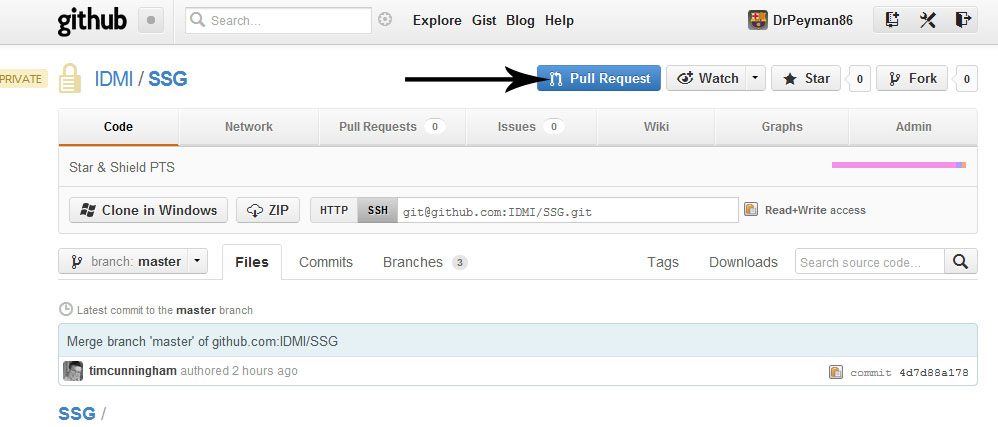 github Search... Explore Gist Blog Help DrPeyman86
PRIVATE IDMI / SSG Pull Request Watch Star 0 Fork 0
Code Network Pull Requests 0 Issues 0 Wiki Graphs Admin
Star & Shield PTS
Clone in Windows ZIP HTTP SSH git@github.com:IDMI/SSG.git Read+Write access
branch: master Files Commits Branches 3 Tags Downloads Search source code...
Latest commit to the master branch
Merge branch 'master' of github.com:IDMI/SSG
timcunningham authored 2 hours ago commit 4d7d88a178
SSG /